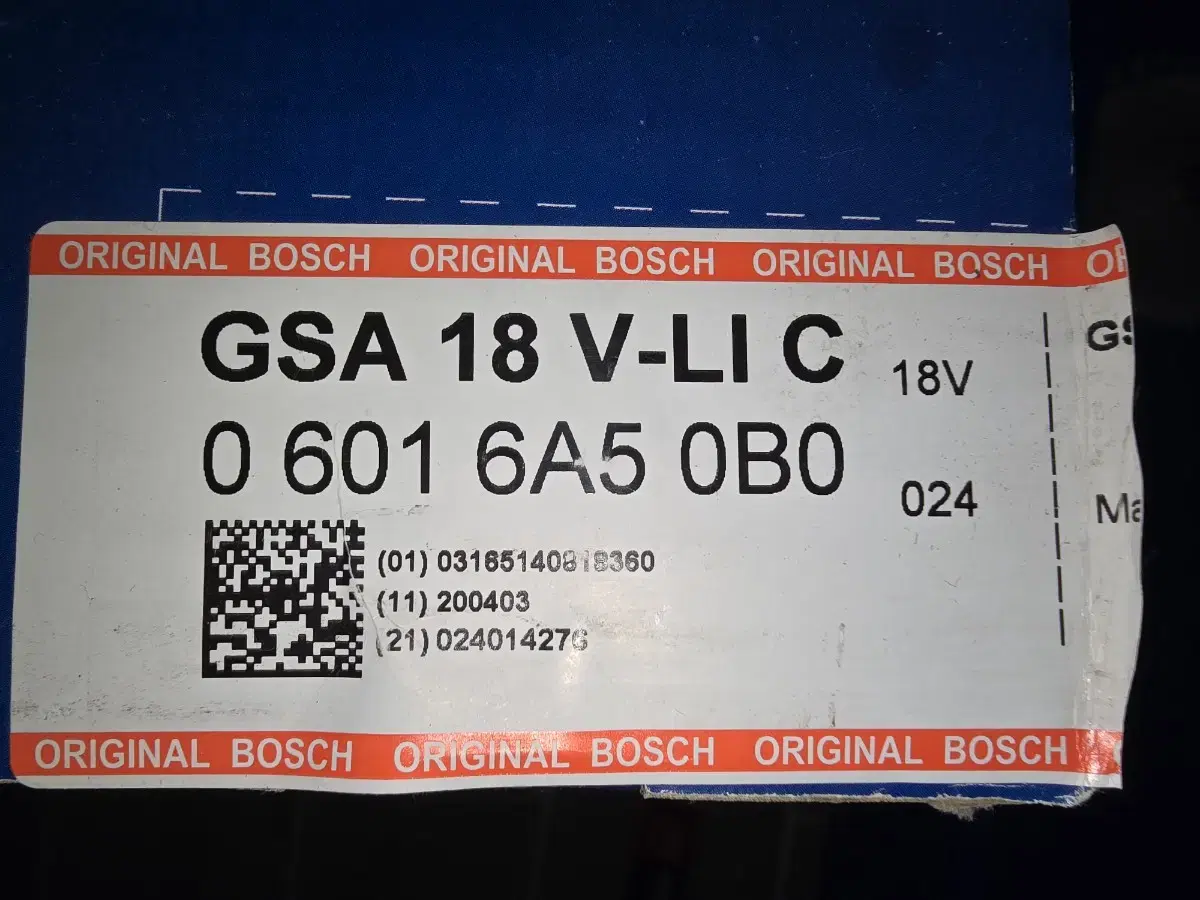 ORIGINAL BOSCH ORIGINAL BOSCH ORIGINAL BOSCH
GSA 18 V-LI C
18V
0 601 6A5 0B0
024
(01) 03165140818360
(11) 200403
(21)
ORIGINAL BOSCH ORIGINAL BOSCH ORIGINAL BOSCH